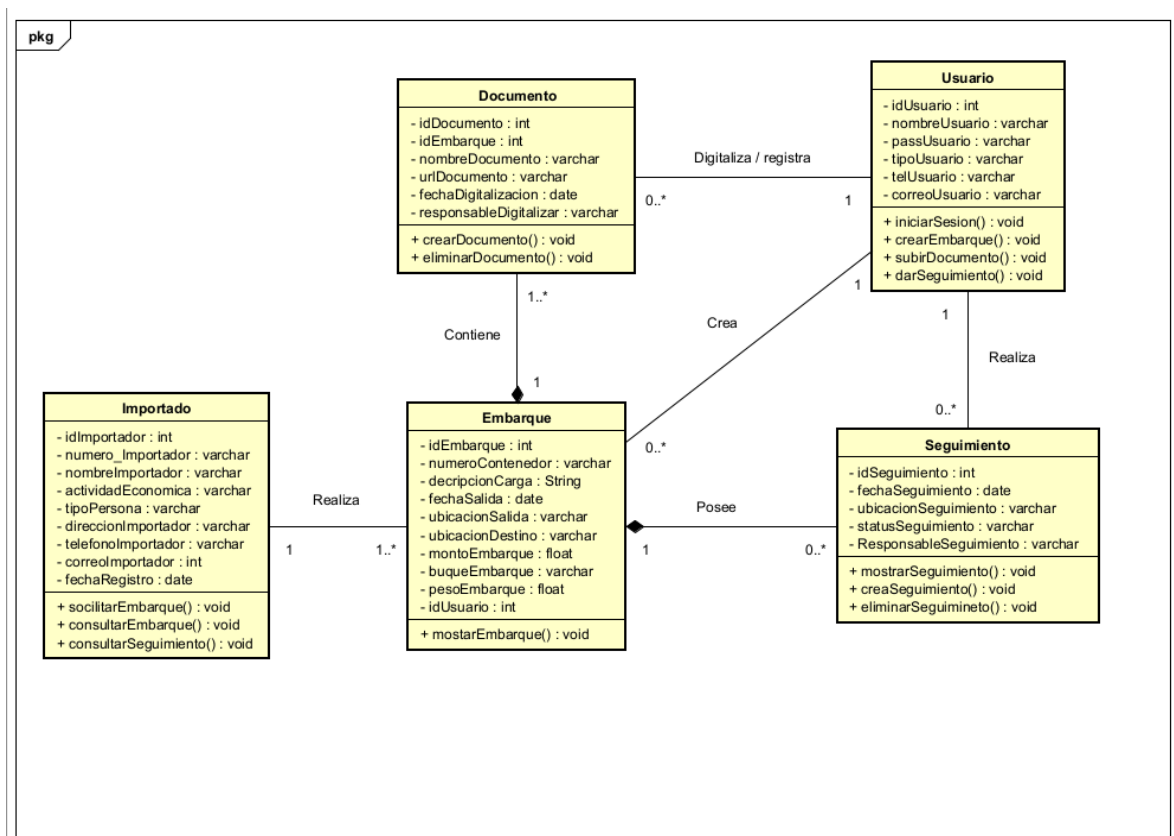 pkg
Documento
- idDocumento : int
- idEmbarque : int
- nombreDocumento : varchar
- urlDocumento : varchar
- fechaDigitalizacion : date
- responsableDigitalizar : varchar
+ crearDocumento() : void
+ eliminarDocumento() : void
Digitaliza / registra
0..*
1
Usuario
- idUsuario : int
- nombreUsuario : varchar
- passUsuario : varchar
- tipoUsuario : varchar
- telUsuario : varchar
- correoUsuario : varchar
+ iniciarSesion() : void
+ crearEmbarque() : void
+ subirDocumento() : void
+ darSeguimiento() : void
1..*
Contiene
1
1
Crea
0..*
1
Realiza
0..*
Importado
- idImportador : int
- numero_Importador : varchar
- nombreImportador : varchar
- actividadEconomica : varchar
- tipoPersona : varchar
- direccionImportador : varchar
- telefonoImportador : varchar
- correoImportador : int
- fechaRegistro : date
+ socilitarEmbarque() : void
+ consultarEmbarque() : void
+ consultarSeguimiento() : void
Realiza
1
1..*
Embarque
- idEmbarque : int
- numeroContenedor : varchar
- decripcionCarga : String
- fechaSalida : date
- ubicacionSalida : varchar
- ubicacionDestino : varchar
- montoEmbarque : float
- buqueEmbarque : varchar
- pesoEmbarque : float
- idUsuario : int
+ mostarEmbarque() : void
Posee
1
0..*
Seguimiento
- idSeguimiento : int
- fechaSeguimiento : date
- ubicacionSeguimiento : varchar
- statusSeguimiento : varchar
- ResponsableSeguimiento : varchar
+ mostrarSeguimiento() : void
+ creaSeguimiento() : void
+ eliminarSeguimineto() : void